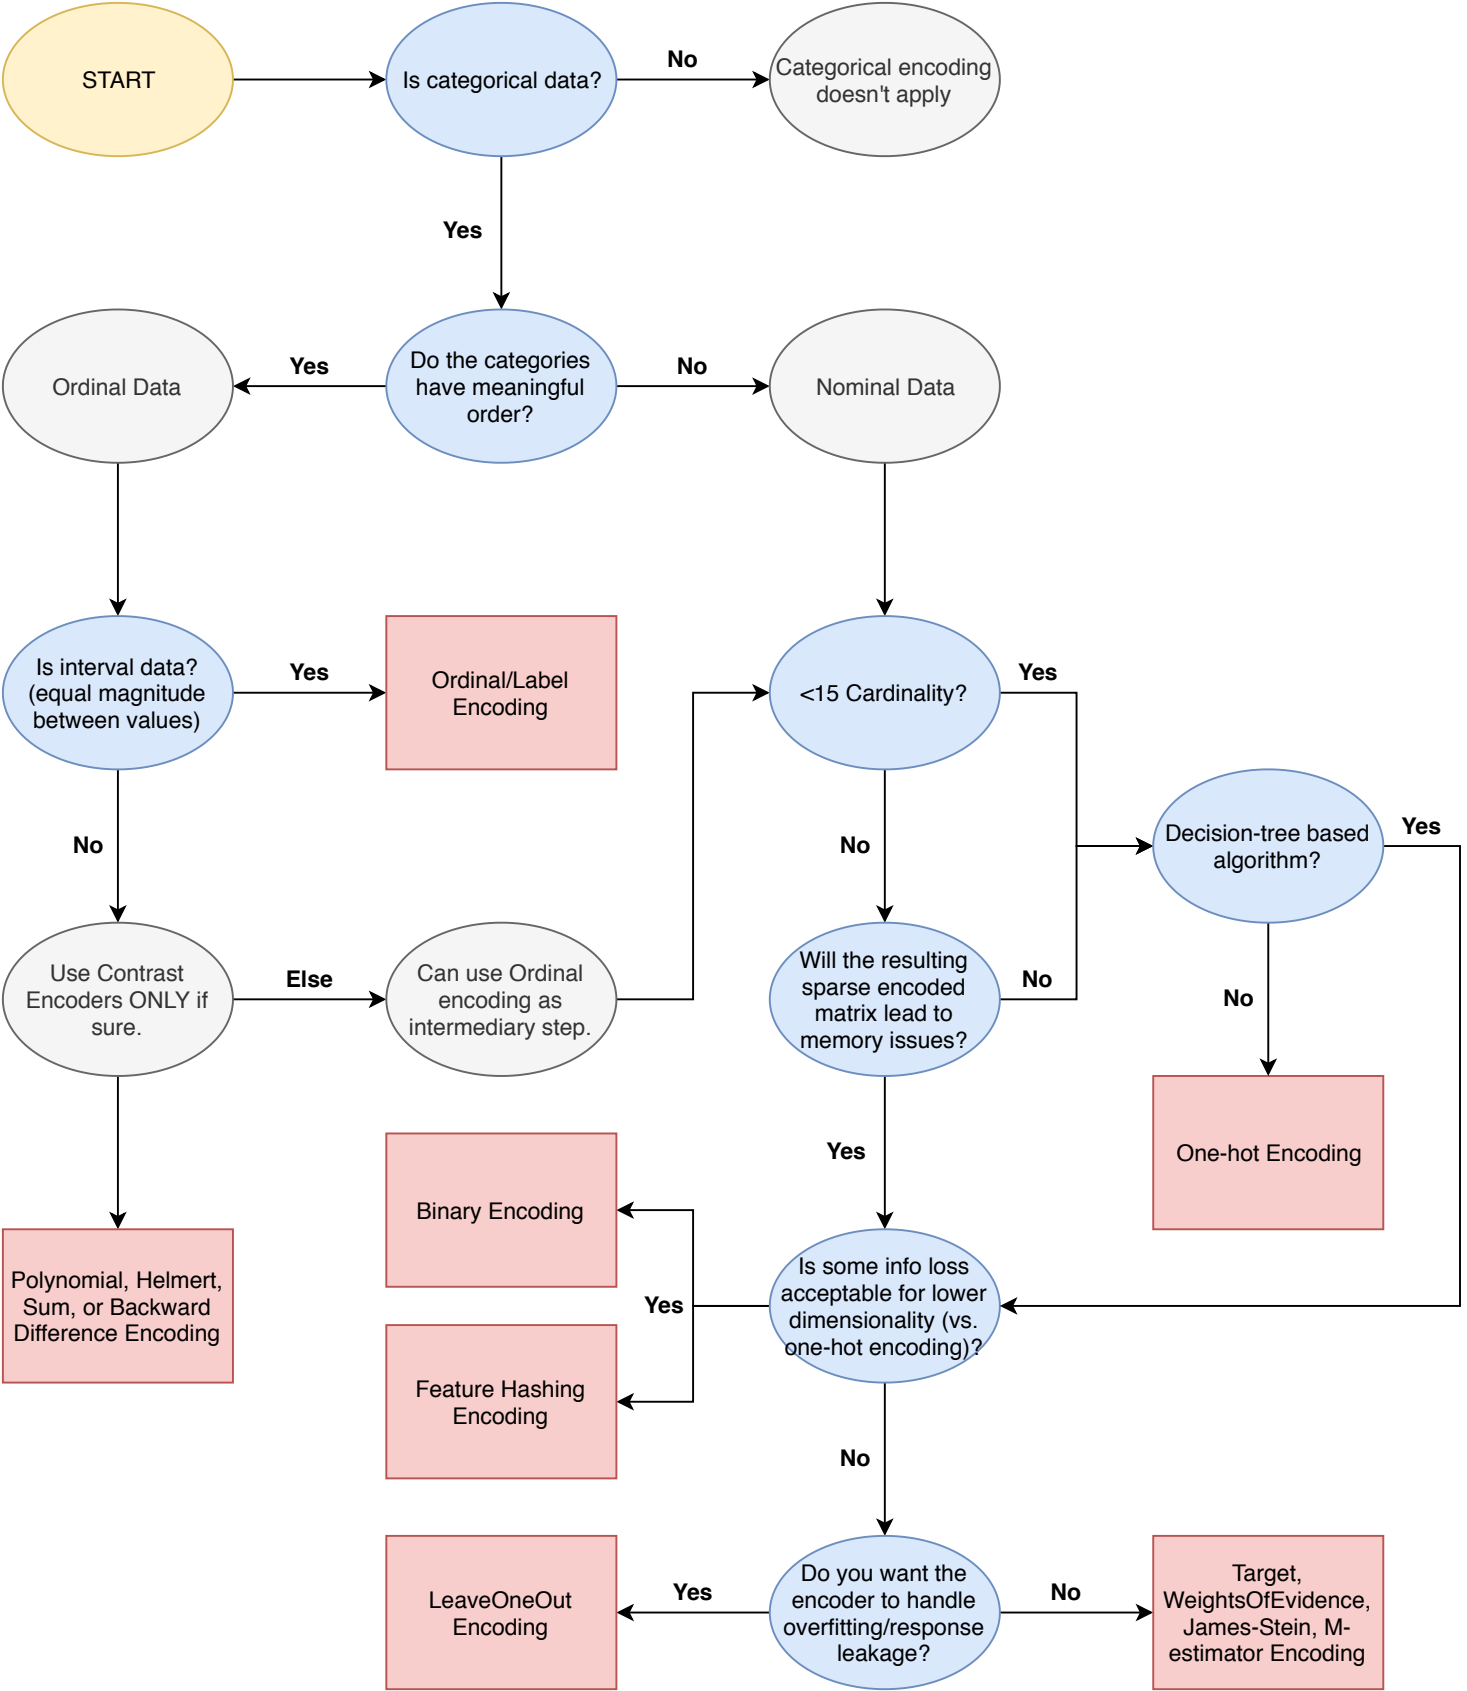 START
Is categorical data?
No
Categorical encoding
doesn't apply
Yes
Ordinal Data
Yes
Do the categories
have meaningful
order?
No
Nominal Data
Is interval data?
(equal magnitude
between values)
Yes
Ordinal/Label
Encoding
<15 Cardinality?
Yes
No
No
Decision-tree based
algorithm?
Yes
Use Contrast
Encoders ONLY if
sure.
Else
Can use Ordinal
encoding as
intermediary step.
Will the resulting
sparse encoded
matrix lead to
memory issues?
No
No
One-hot Encoding
Yes
Binary Encoding
Polynomial, Helmert,
Sum, or Backward
Difference Encoding
Yes
Is some info loss
acceptable for lower
dimensionality (vs.
one-hot encoding)?
Feature Hashing
Encoding
No
LeaveOneOut
Encoding
Yes
Do you want the
encoder to handle
overfitting/response
leakage?
No
Target,
WeightsOfEvidence,
James-Stein, M-
estimator Encoding